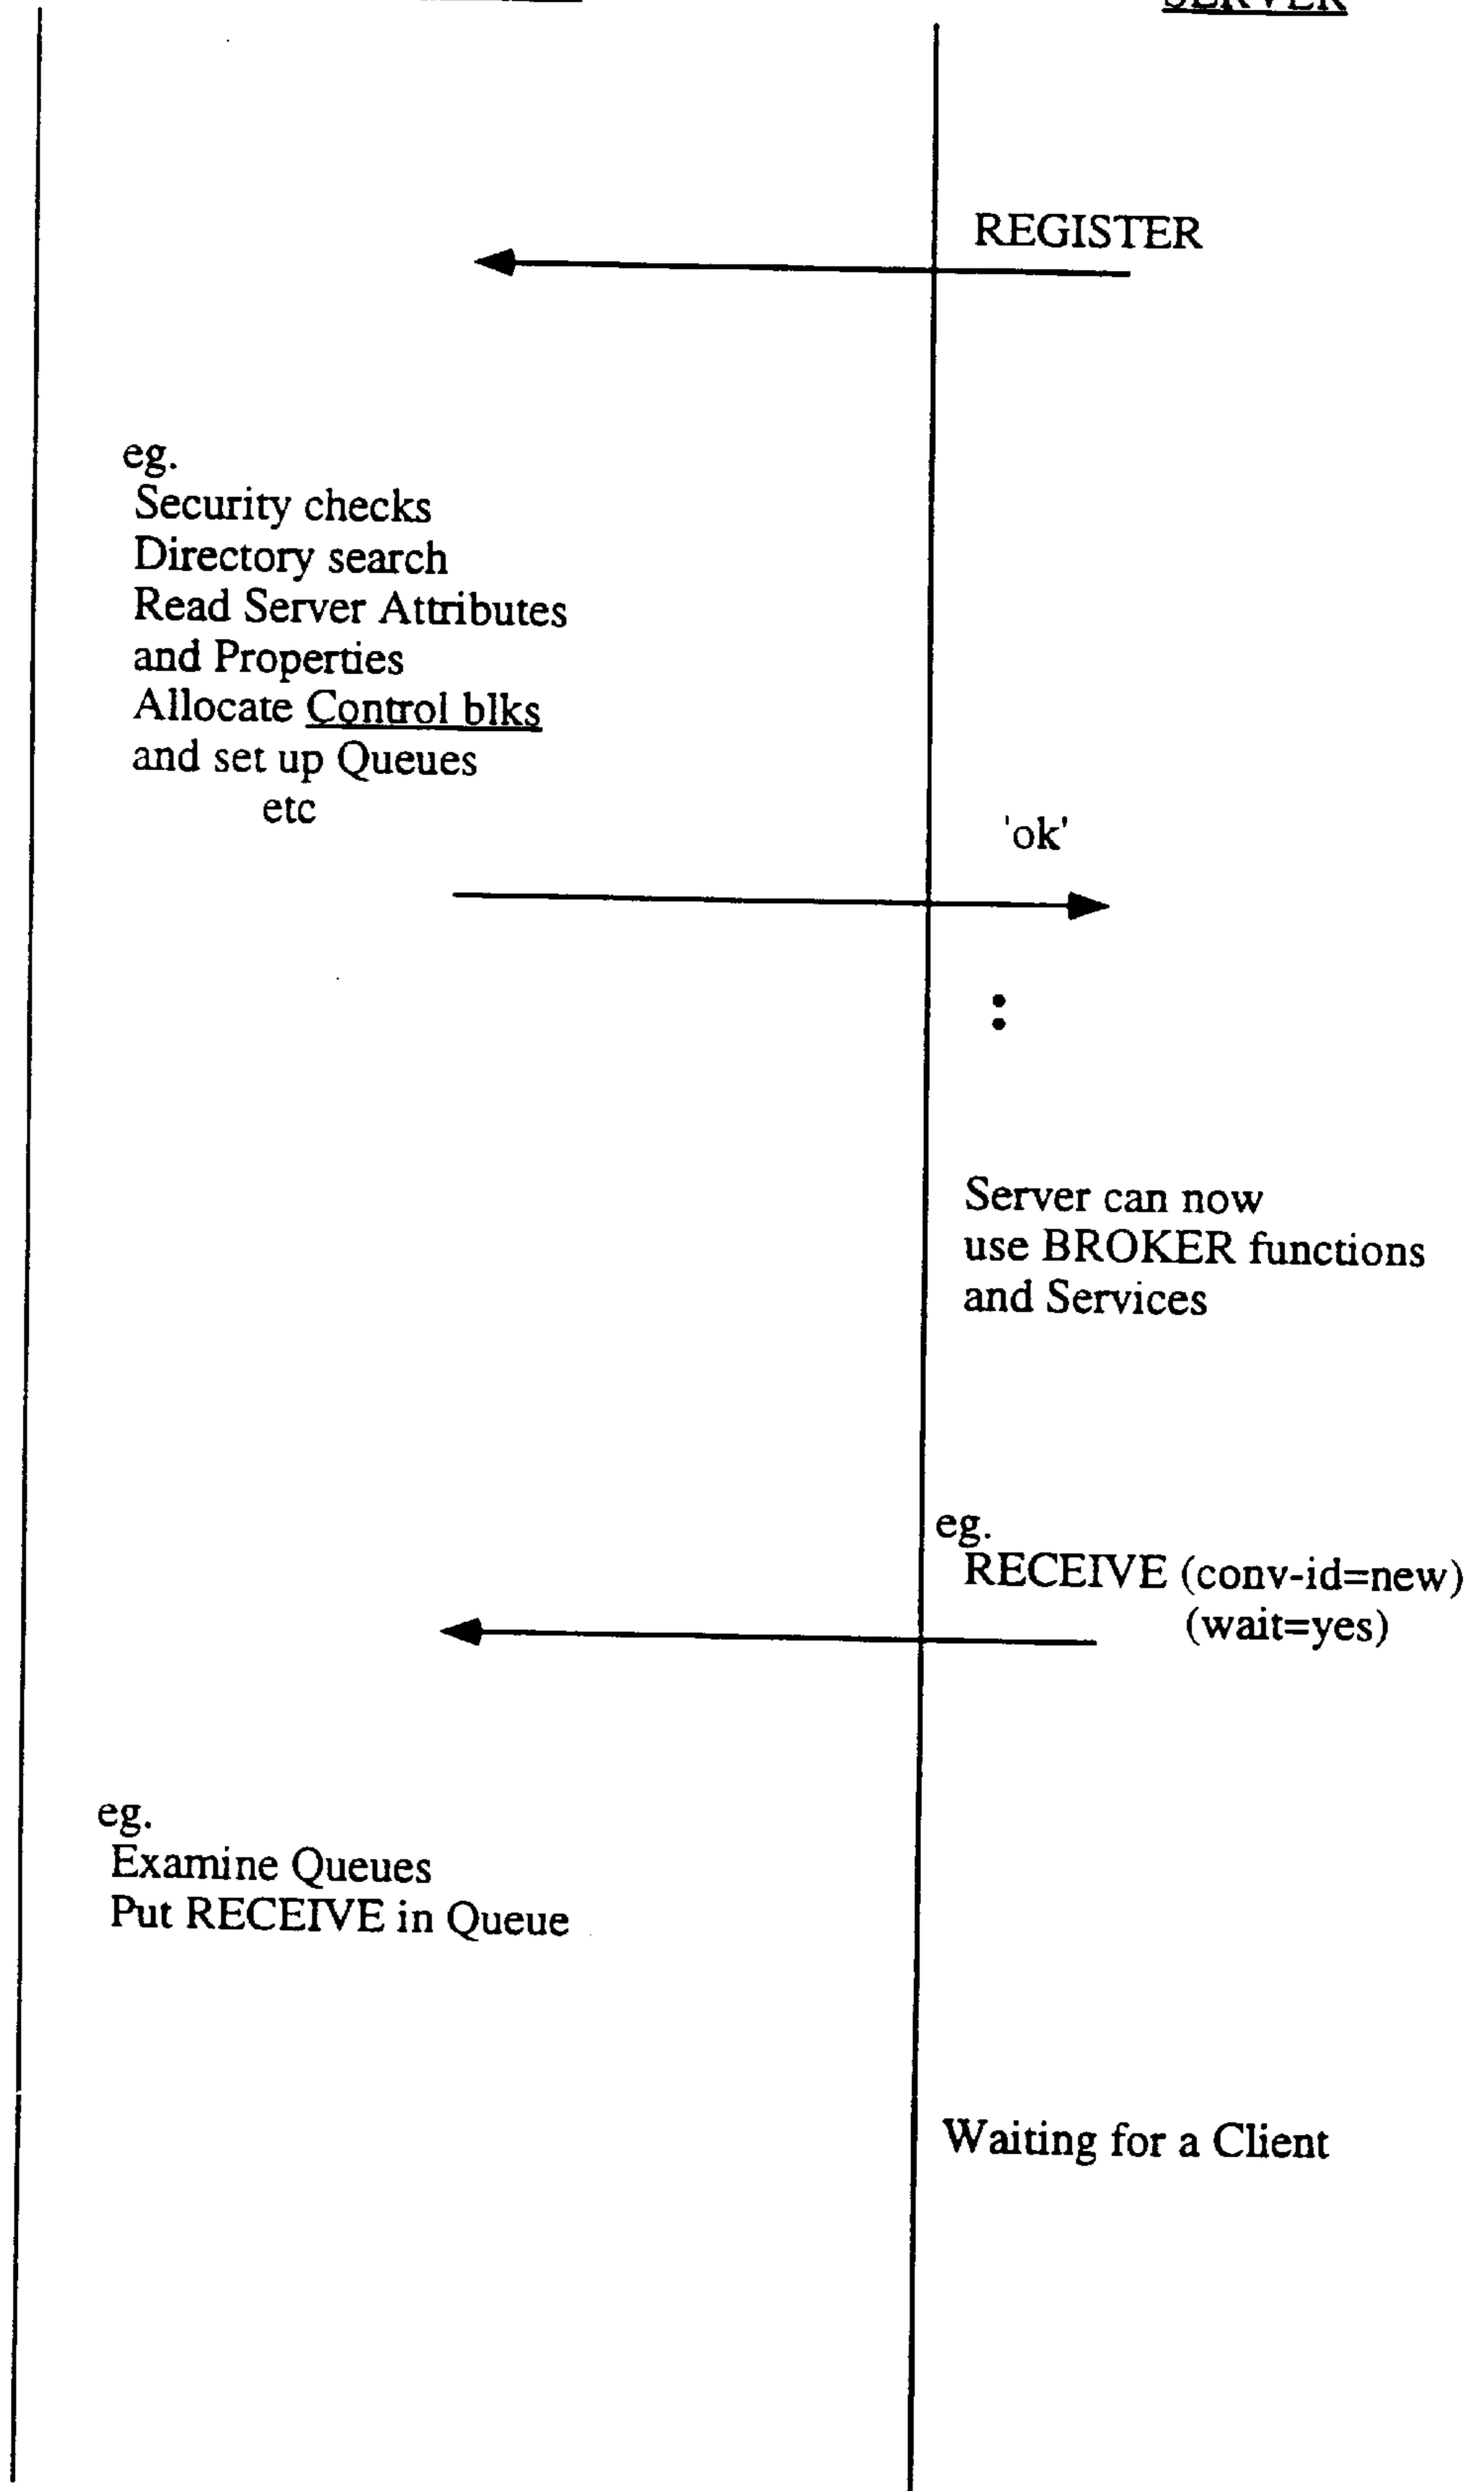 SERVER
REGISTER
eg.
Security checks
Directory search
Read Server Attributes
and Properties
Allocate Control blks
and set up Queues
etc
'ok'
:
Server can now
use BROKER functions
and Services
eg.
RECEIVE (conv-id=new)
(wait=yes)
eg.
Examine Queues
Put RECEIVE in Queue
Waiting for a Client